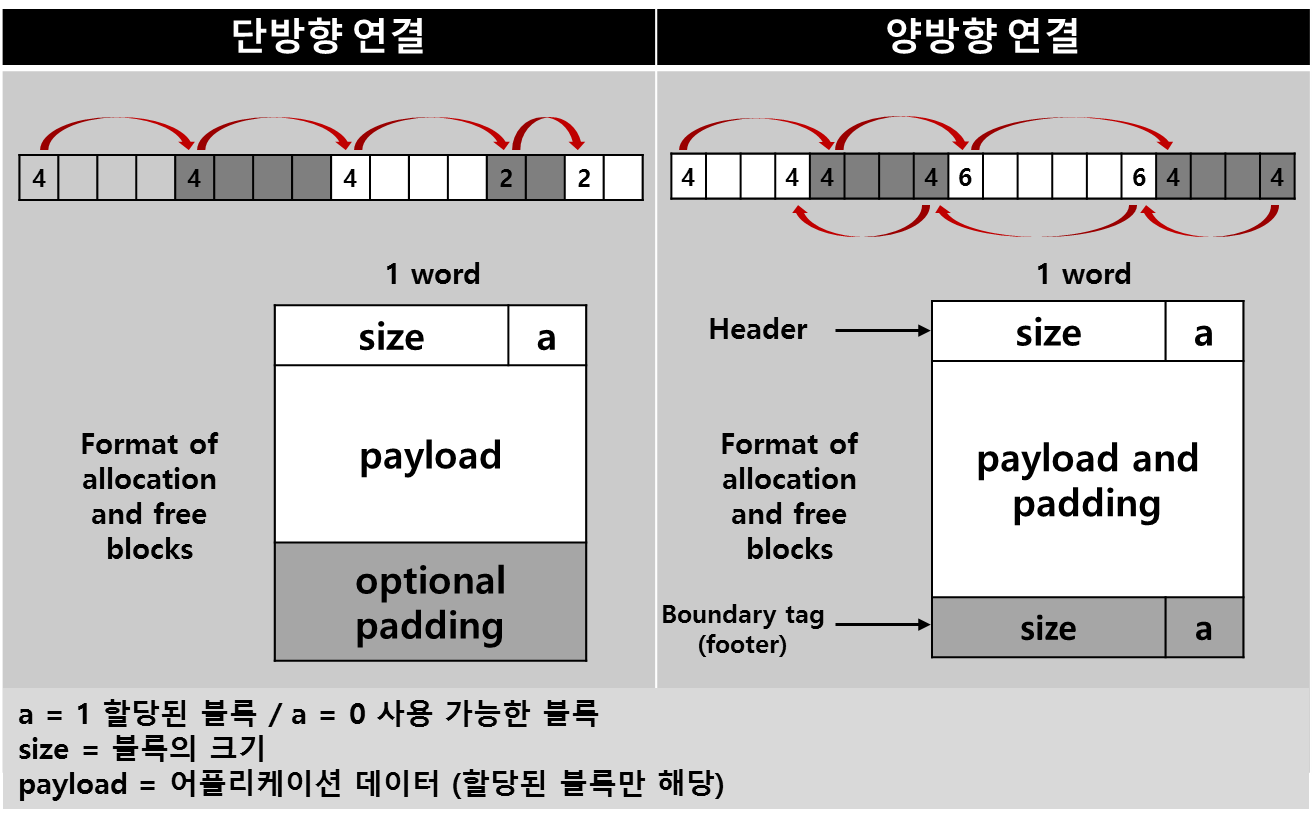 단방향 연결
4 4 4 2 2
1 word
size a
payload
optional
padding
Format of
allocation
and free
blocks
양방향 연결
4 4 4 4 6 6 4 4
1 word
Header
size a
payload and
padding
Format of
allocation
and free
blocks
Boundary tag
(footer)
size a
a = 1 할당된 블록 / a = 0 사용 가능한 블록
size = 블록의 크기
payload = 어플리케이션 데이터 (할당된 블록만 해당)